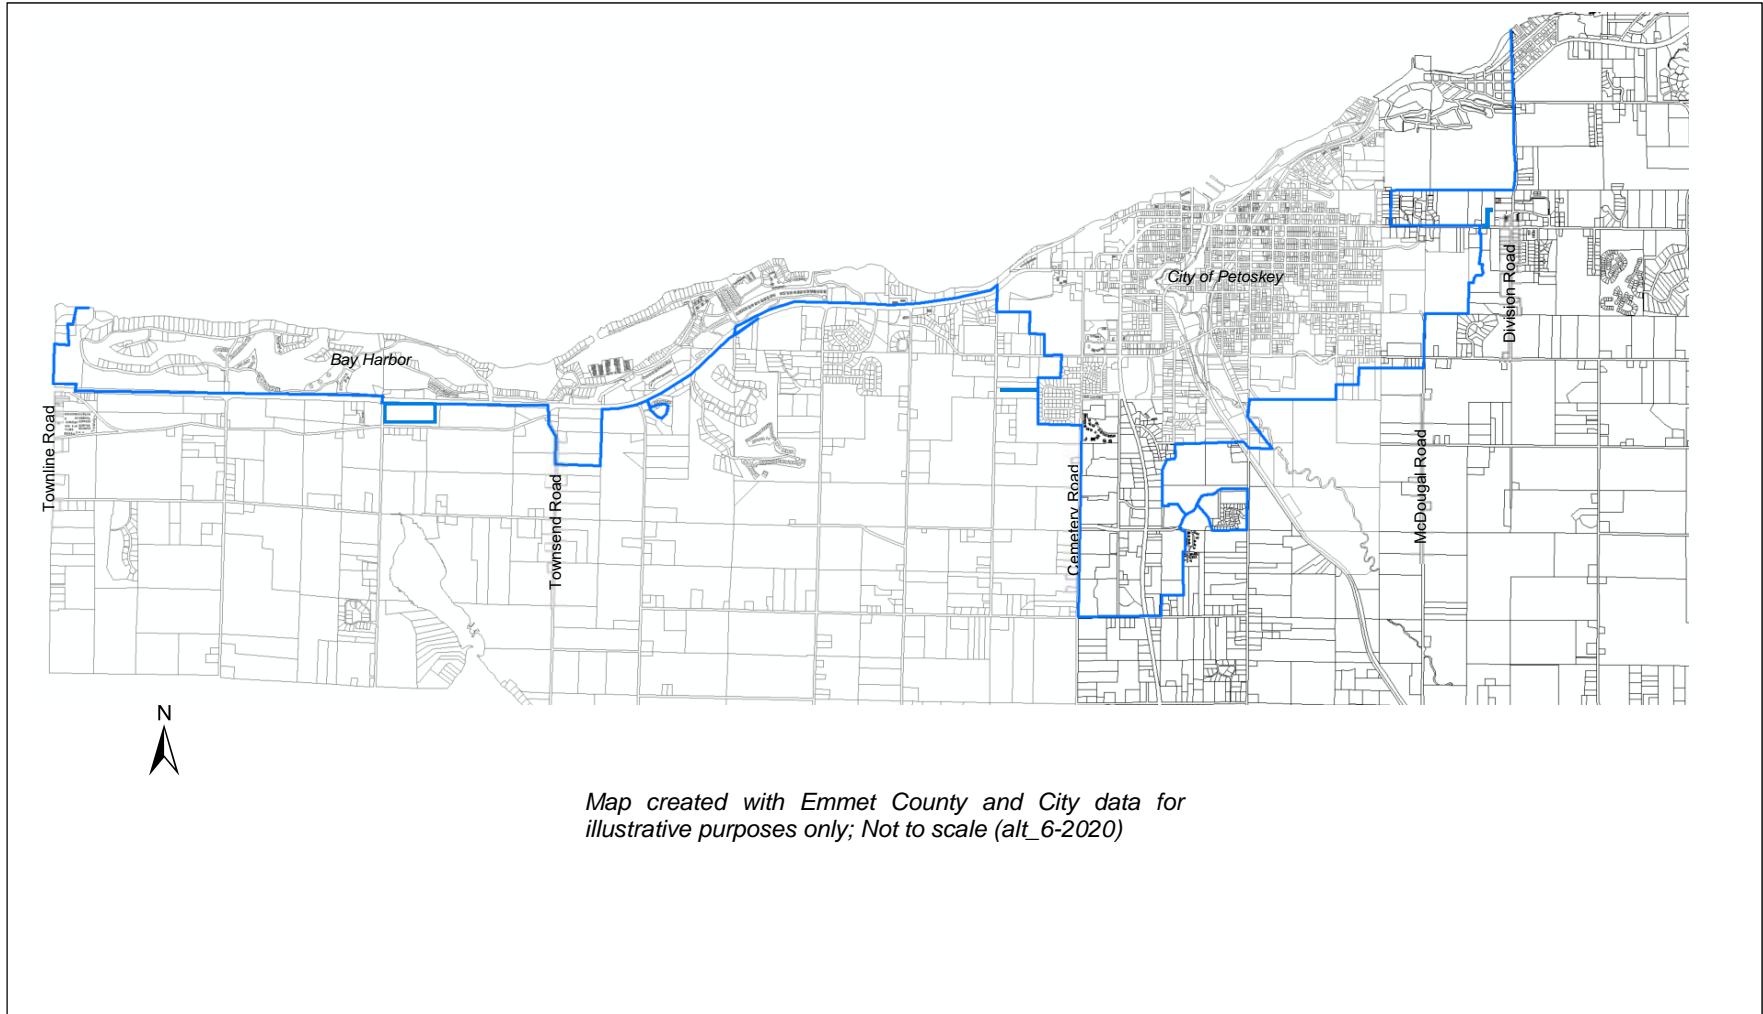 City of Petoskey
Division Road
Bay Harbor
Townline Road
Townsend Road
Cemetery Road
McDougal Road
N
Map created with Emmet County and City data for
illustrative purposes only; Not to scale (alt_6-2020)